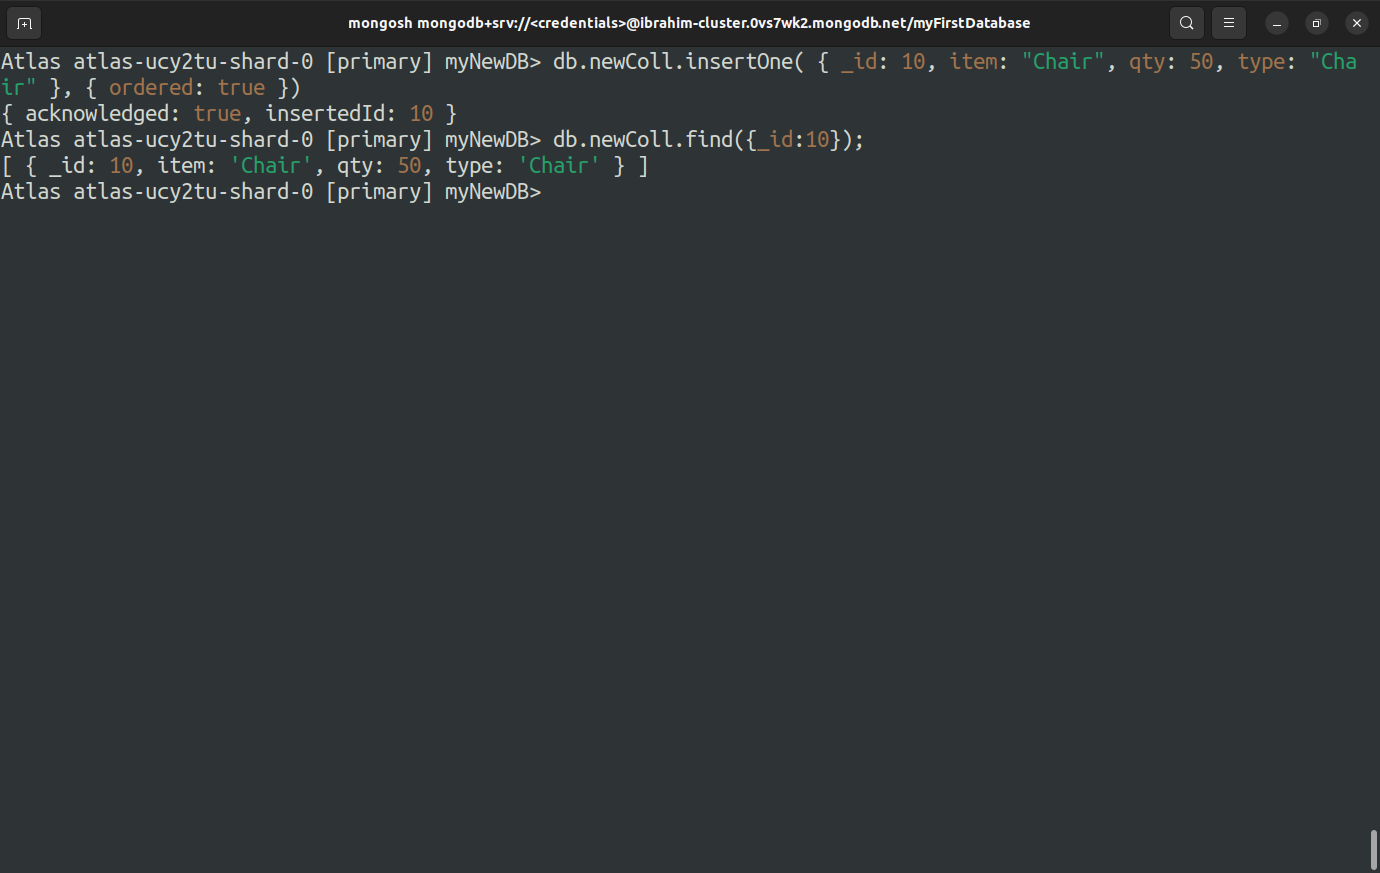 mongosh mongodb+srv://<credentials>@ibrahim-cluster.0vs7wk2.mongodb.net/myFirstDatabase
Atlas atlas-ucy2tu-shard-0 [primary] myNewDB> db.newColl.insertOne( { _id: 10, item: "Chair", qty: 50, type: "Cha
ir" }, { ordered: true })
{ acknowledged: true, insertedId: 10 }
Atlas atlas-ucy2tu-shard-0 [primary] myNewDB> db.newColl.find({_id:10});
[ { _id: 10, item: 'Chair', qty: 50, type: 'Chair' } ]
Atlas atlas-ucy2tu-shard-0 [primary] myNewDB>